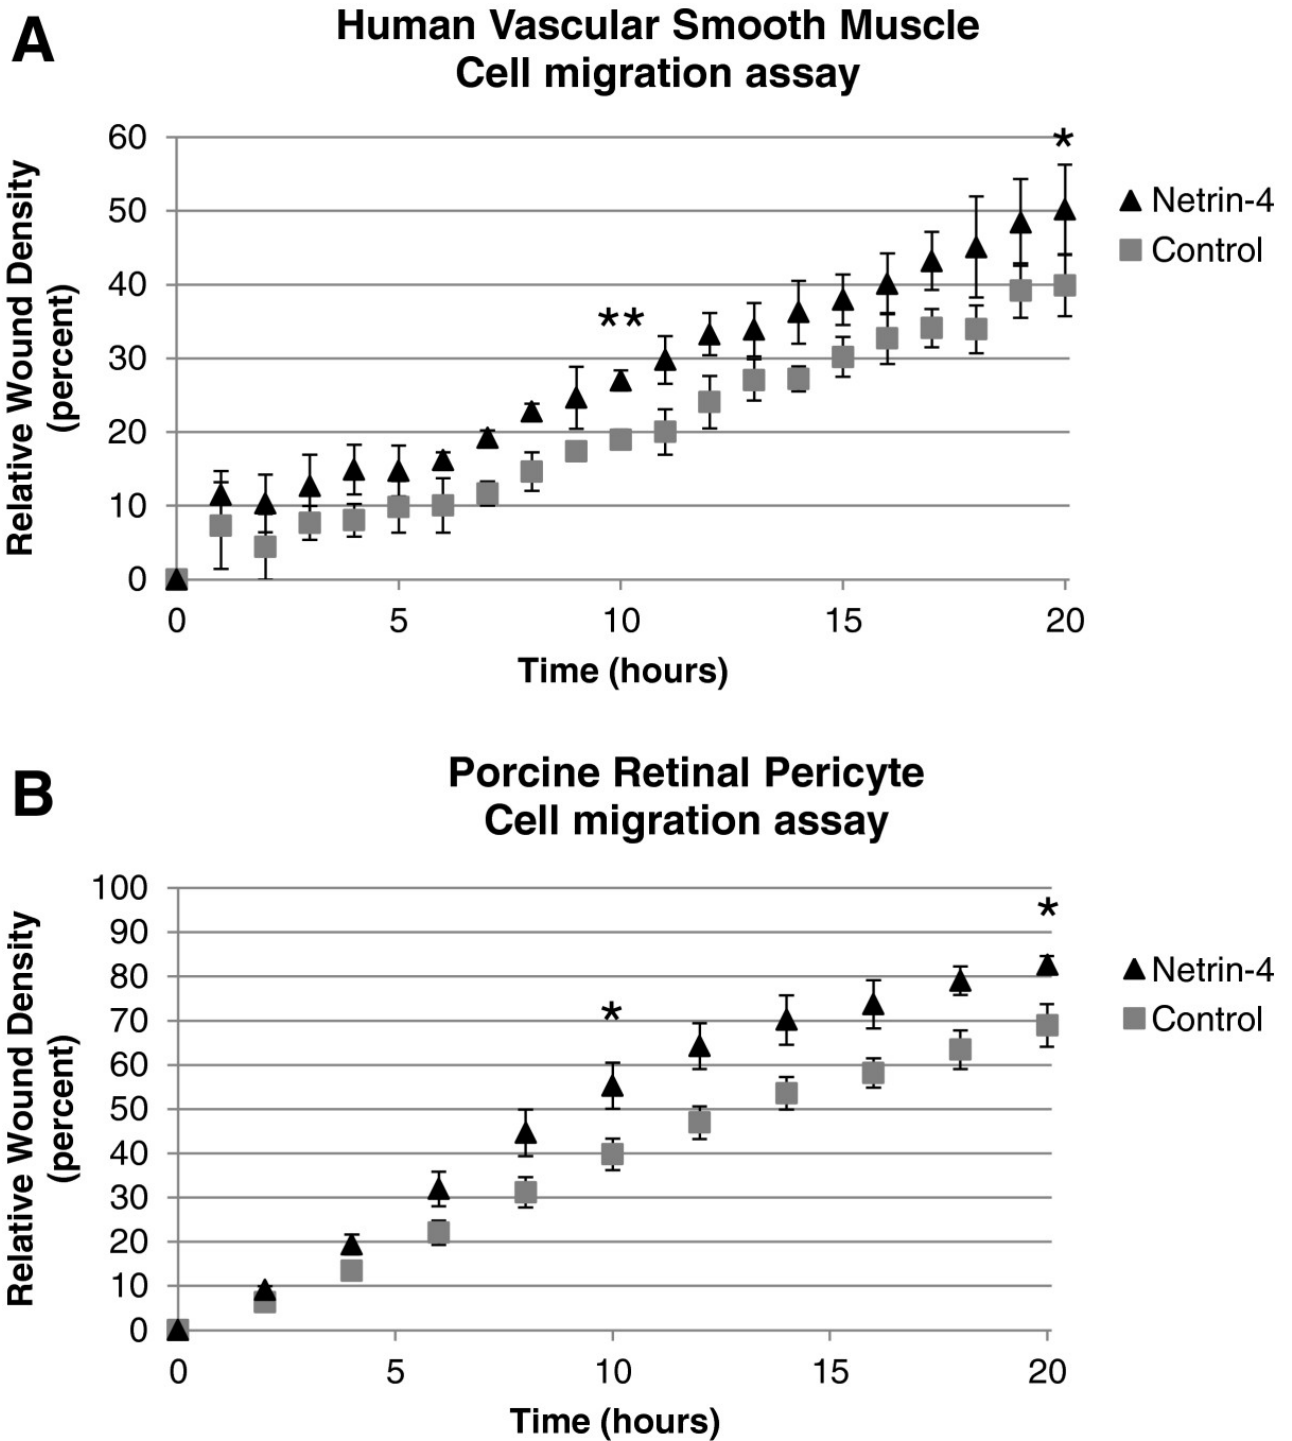 A
Human Vascular Smooth Muscle
Cell migration assay
60
50
40
30
20
10
0
Relative Wound Density
(percent)
**
*
Netrin-4
Control
0 5 10 15 20
Time (hours)
B
Porcine Retinal Pericyte
Cell migration assay
100
90
80
70
60
50
40
30
20
10
0
Relative Wound Density
(percent)
*
*
Netrin-4
Control
0 5 10 15 20
Time (hours)